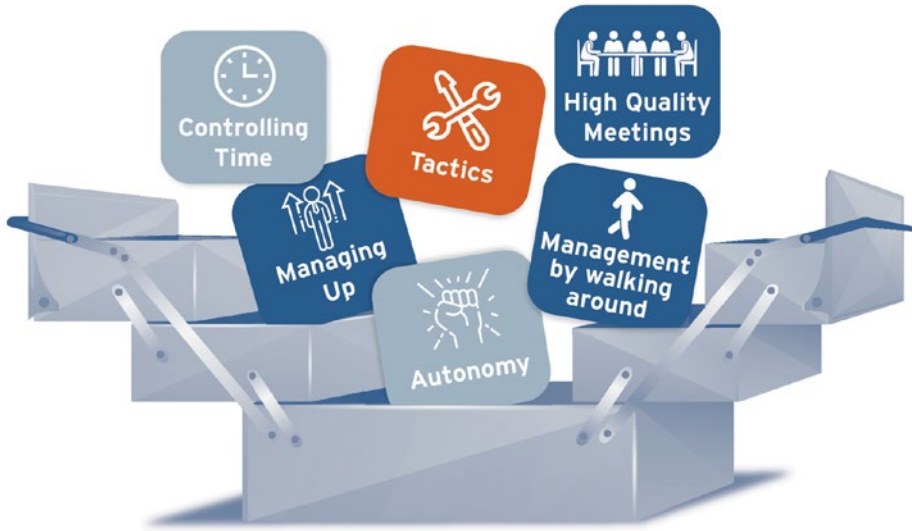 Controlling
Time
Tactics
High Quality
Meetings
Managing
Up
Management
by walking
around
Autonomy